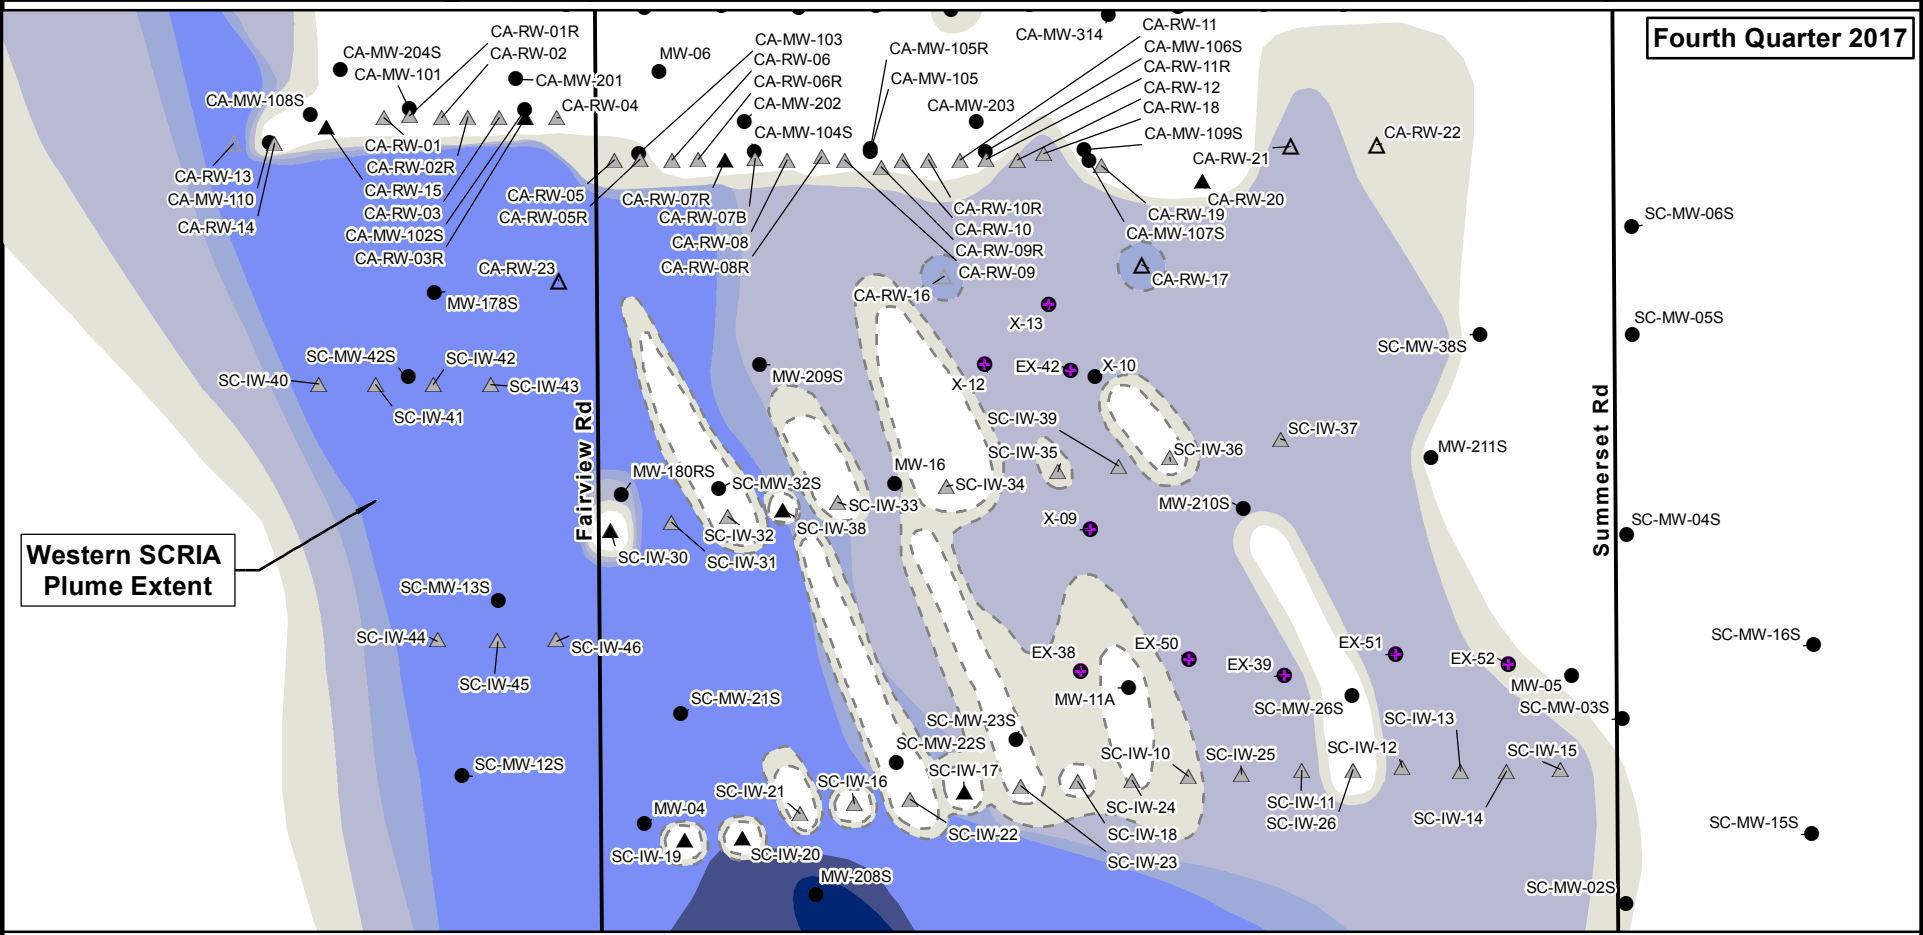 Fourth Quarter 2017
CA-RW-01R
CA-RW-02
CA-MW-204S
CA-MW-101
CA-MW-201
CA-MW-108S
CA-RW-04
MW-06
CA-MW-103
CA-RW-06
CA-RW-06R
CA-MW-202
CA-MW-104S
CA-MW-105R
CA-MW-105
CA-MW-203
CA-MW-314
CA-RW-11
CA-MW-106S
CA-RW-11R
CA-RW-12
CA-RW-18
CA-MW-109S
CA-RW-21
CA-RW-22
CA-RW-01
CA-RW-02R
CA-RW-15
CA-RW-03
CA-MW-102S
CA-RW-03R
CA-RW-13
CA-MW-110
CA-RW-14
CA-RW-05
CA-RW-05R
CA-RW-07R
CA-RW-07B
CA-RW-08
CA-RW-08R
CA-RW-10R
CA-RW-10
CA-RW-09R
CA-RW-09
CA-RW-20
CA-RW-19
CA-MW-107S
SC-MW-06S
CA-RW-23
MW-178S
CA-RW-16
CA-RW-17
X-13
SC-MW-05S
SC-MW-38S
SC-MW-42S
SC-IW-42
SC-IW-40
SC-IW-43
SC-IW-41
MW-209S
X-12
EX-42
X-10
SC-IW-39
SC-IW-37
SC-IW-35
SC-IW-36
MW-211S
Fairview Rd
Summerset Rd
MW-180RS
SC-MW-32S
MW-16
SC-IW-34
SC-IW-33
SC-IW-38
SC-IW-32
SC-IW-31
SC-IW-30
MW-210S
X-09
SC-MW-04S
Western SCRIA
Plume Extent
SC-MW-13S
SC-IW-44
SC-IW-46
SC-IW-45
EX-38
EX-50
EX-39
EX-51
EX-52
SC-MW-16S
MW-05
SC-MW-03S
MW-11A
SC-MW-26S
SC-MW-21S
SC-MW-23S
SC-MW-22S
SC-IW-13
SC-MW-12S
SC-IW-17
SC-IW-10
SC-IW-25
SC-IW-12
SC-IW-15
SC-IW-16
SC-IW-21
SC-IW-24
SC-IW-11
SC-IW-26
SC-IW-14
SC-MW-15S
MW-04
SC-IW-22
SC-IW-18
SC-IW-23
SC-IW-19
SC-IW-20
MW-208S
SC-MW-02S